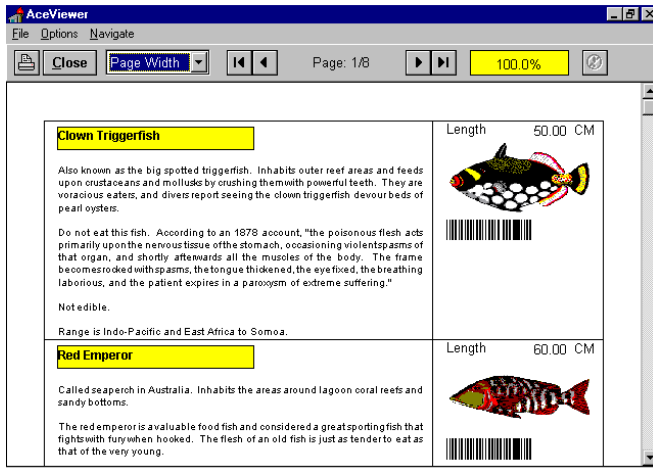 AceViewer
File Options Navigate
Close Page Width Page: 1/8 100.0%
Clown Triggerfish
Length 50.00 CM
Also known as the big spotted triggerfish. Inhabits outer reef areas and feeds
upon crustaceans and mollusks by crushing them with powerful teeth. They are
voracious eaters, and divers report seeing the clown triggerfish devour beds of
pearl oysters.
Do not eat this fish. According to an 1878 account, "the poisonous flesh acts
primarily upon the nervous tissue of the stomach, occasioning violent spasms of
that organ, and shortly afterwards all the muscles of the body. The frame
becomes rocked with spasms, the tongue thickened, the eye fixed, the breathing
laborious, and the patient expires in a paroxysm of extreme suffering."
Not edible.
Range is Indo-Pacific and East Africa to Somoa.
Red Emperor
Length 60.00 CM
Called seaperch in Australia. Inhabits the areas around lagoon coral reefs and
sandy bottoms.
The red emperor is a valuable food fish and considered a great sporting fish that
fights with fury when hooked. The flesh of an old fish is just as tender to eat as
that of the very young.